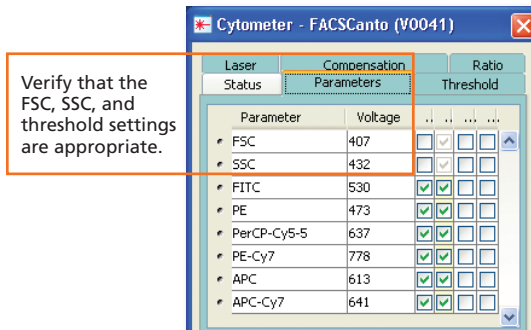 Cytometer - FACSCanto (V0041)
Laser Compensation Ratio
Status Parameters Threshold
Verify that the
FSC, SSC, and
threshold settings
are appropriate.
Parameter Voltage .. .. ... ...
FSC 407
SSC 432
FITC 530
PE 473
PerCP-Cy5-5 637
PE-Cy7 778
APC 613
APC-Cy7 641